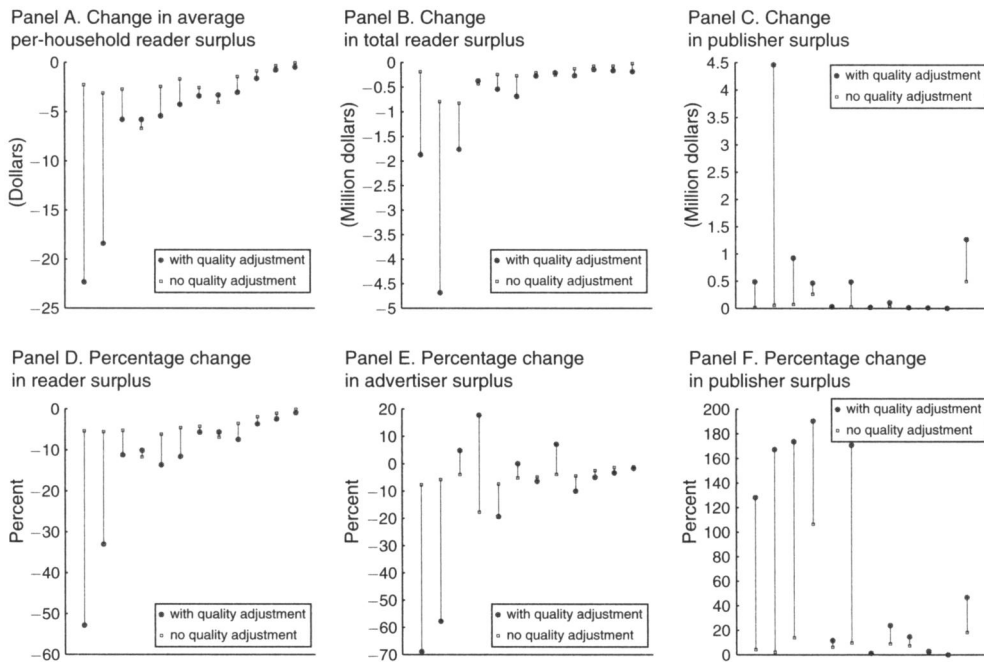 Panel A. Change in average
per-household reader surplus
0
−5
−10
−15
−20
−25
(Dollars)
with quality adjustment
no quality adjustment
Panel B. Change
in total reader surplus
0
−0.5
−1
−1.5
−2
−3.5
−3
−3.5
−4
−4.5
−5
(Million dollars)
with quality adjustment
no quality adjustment
Panel C. Change
in publisher surplus
4.5
4
4.5
3
4.5
2
1.5
1
0.5
0
(Million dollars)
with quality adjustment
no quality adjustment
Panel D. Percentage change
in reader surplus
0
−10
−20
−30
−40
−50
−60
Percent
with quality adjustment
no quality adjustment
Panel E. Percentage change
in advertiser surplus
20
10
0
−10
−20
−30
−40
−50
−60
−70
Percent
with quality adjustment
no quality adjustment
Panel F. Percentage change
in publisher surplus
200
180
160
140
120
100
80
60
40
20
0
Percent
with quality adjustment
no quality adjustment